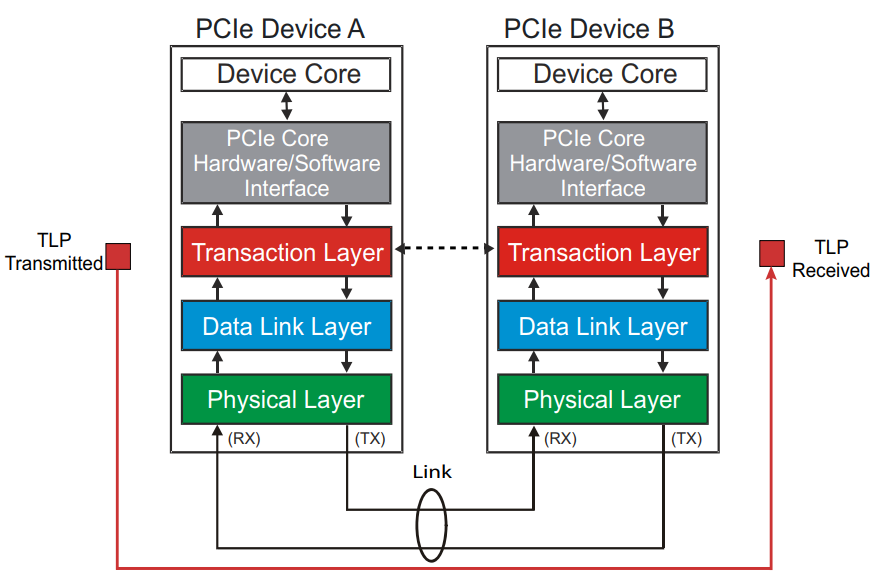 PCIe Device A
PCIe Device B
Device Core
Device Core
PCIe Core
Hardware/Software
Interface
PCIe Core
Hardware/Software
Interface
TLP
Transmitted
Transaction Layer
Transaction Layer
TLP
Received
Data Link Layer
Data Link Layer
Physical Layer
Physical Layer
(RX)
(TX)
(RX)
(TX)
Link